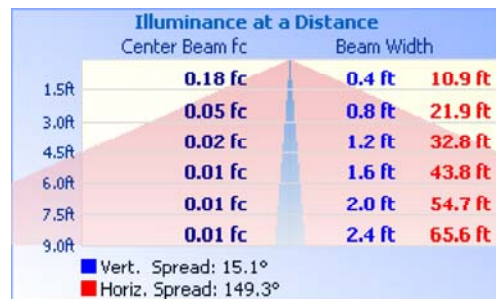 Illuminance at a Distance
Center Beam fc Beam Width
1.5ft 0.18 fc 0.4 ft 10.9 ft
3.0ft 0.05 fc 0.8 ft 21.9 ft
4.5ft 0.02 fc 1.2 ft 32.8 ft
6.0ft 0.01 fc 1.6 ft 43.8 ft
7.5ft 0.01 fc 2.0 ft 54.7 ft
9.0ft 0.01 fc 2.4 ft 65.6 ft
Vert. Spread: 15.1°
Horiz. Spread: 149.3°